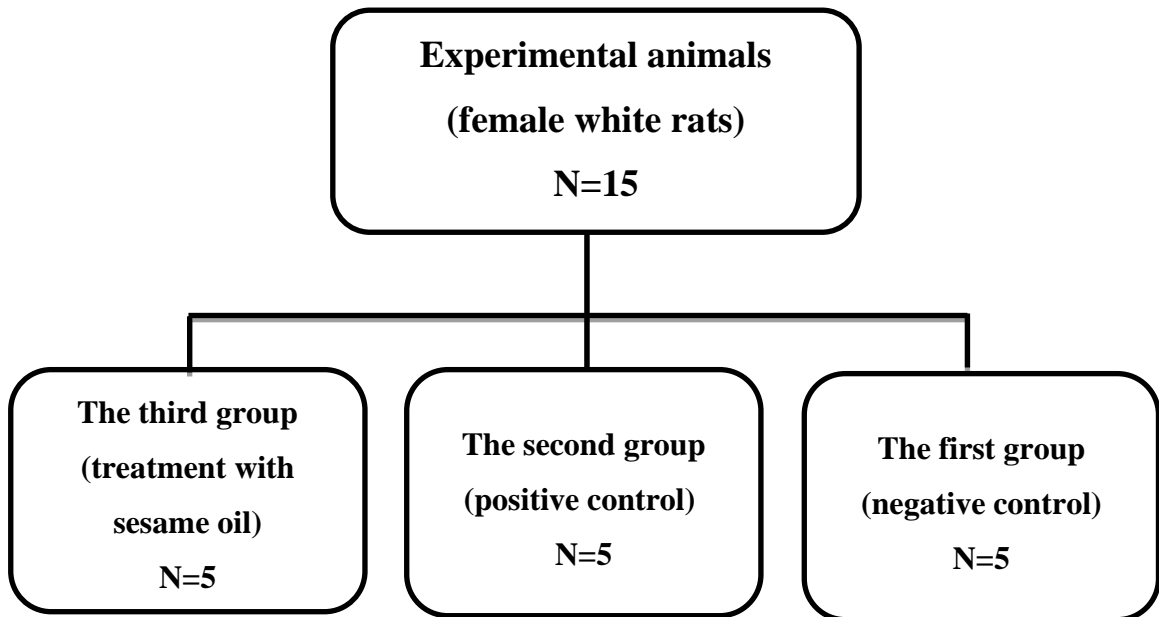 Experimental animals
(female white rats)
N=15
The third group
(treatment with
sesame oil)
N=5
The second group
(positive control)
N=5
The first group
(negative control)
N=5